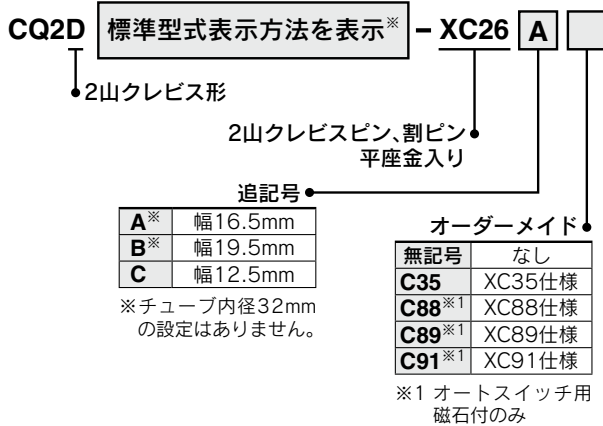 CQ2D 標準型式表示方法を表示※ - XC26 A
2山クレビス形
2山クレビスピン、割ピン
平座金入り
追記号
A※ 幅16.5mm
B※ 幅19.5mm
C 幅12.5mm
※チューブ内径32mm
の設定はありません。
オーダーメイド
無記号 なし
C35 XC35仕様
C88※1 XC88仕様
C89※1 XC89仕様
C91※1 XC91仕様
※1 オートスイッチ用
磁石付のみ